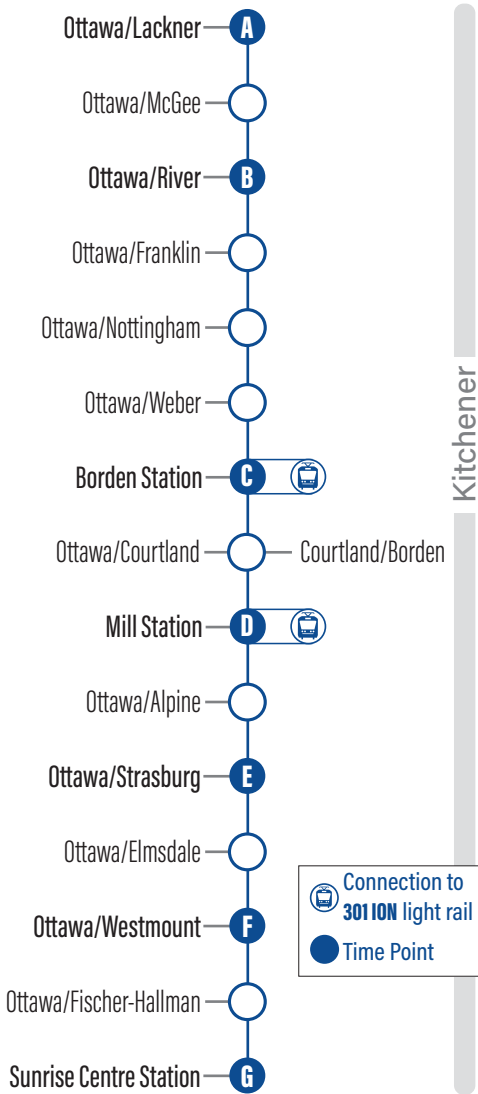 Ottawa/Lackner A
Ottawa/McGee
Ottawa/River B
Ottawa/Franklin
Ottawa/Nottingham
Ottawa/Weber
Borden Station C
Ottawa/Courtland Courtland/Borden
Mill Station D
Ottawa/Alpine
Ottawa/Strasburg E
Ottawa/Elmsdale
Ottawa/Westmount F
Ottawa/Fischer-Hallman
Sunrise Centre Station G
Kitchener
Connection to
301 ION light rail
Time Point